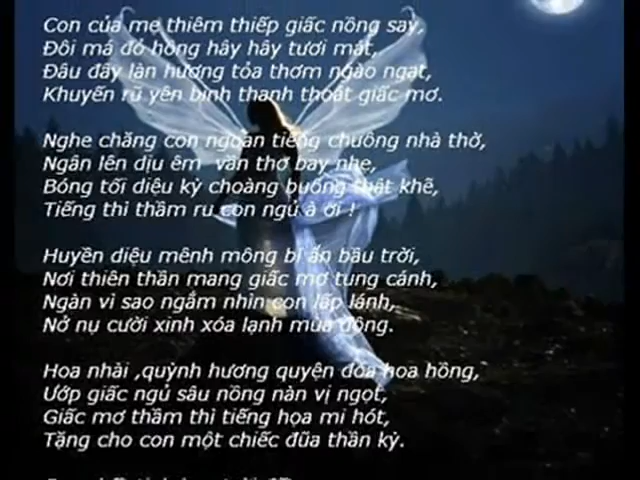 Con của mẹ thiêm thiếp giấc nồng say,
Đôi má đỏ hồng hây hây tươi mát,
Đâu đấy làn hương tỏa thơm ngào ngạt,
Khuyến rũ yên bình thanh thoát giấc mơ.
Nghe chăng con ngoan tiếng chuông nhà thờ,
Ngân lên dịu êm vần thơ bay nhẹ,
Bóng tối diệu kỳ choàng buông thật khẽ,
Tiếng thì thầm ru con ngủ à ơi !
Huyền diệu mênh mông bí ẩn bầu trời,
Nơi thiên thần mang giấc mơ tung cánh,
Ngàn vì sao ngắm nhìn con lấp lánh,
Nở nụ cười xinh xóa lạnh mùa đông.
Hoa nhài ,quỳnh hương quyện đóa hoa hồng,
Ướp giấc ngủ sâu nồng nàn vị ngọt,
Giấc mơ thầm thì tiếng họa mi hót,
Tặng cho con một chiếc đũa thần kỳ.